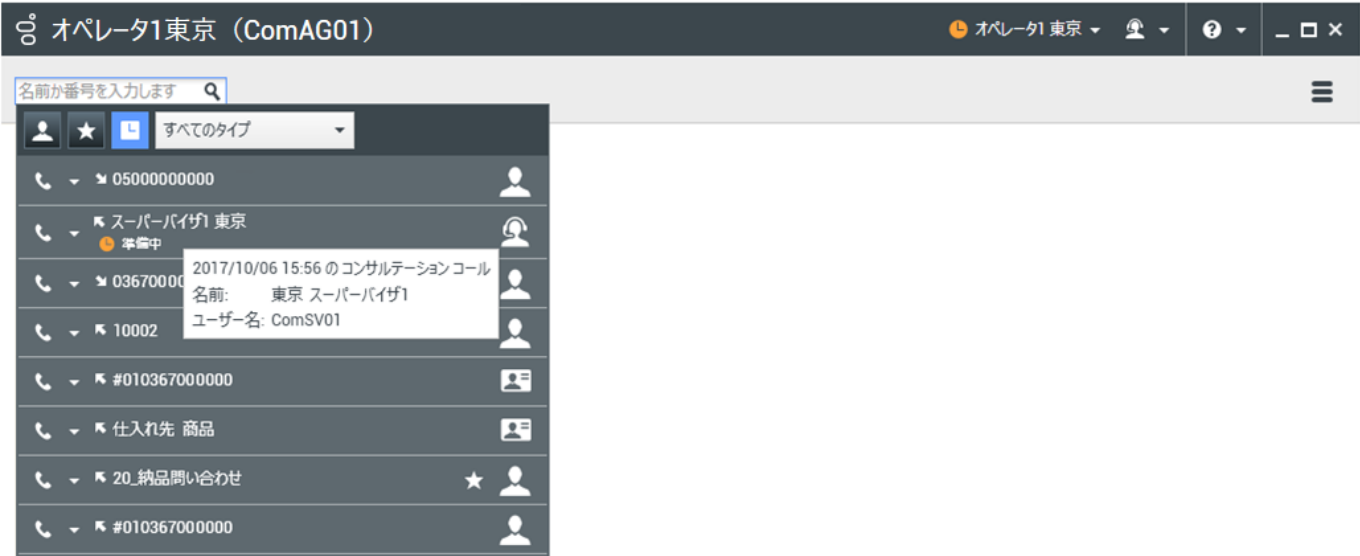 オペレータ1東京（ComAG01）
オペレータ1 東京
名前か番号を入力します
すべてのタイプ
05000000000
スーパーバイザ1 東京
準備中
2017/10/06 15:56 の コンサルテーション コール
名前: 東京 スーパーバイザ1
ユーザー名: ComSV01
03670000
10002
#010367000000
仕入れ先 商品
20_納品問い合わせ
#010367000000